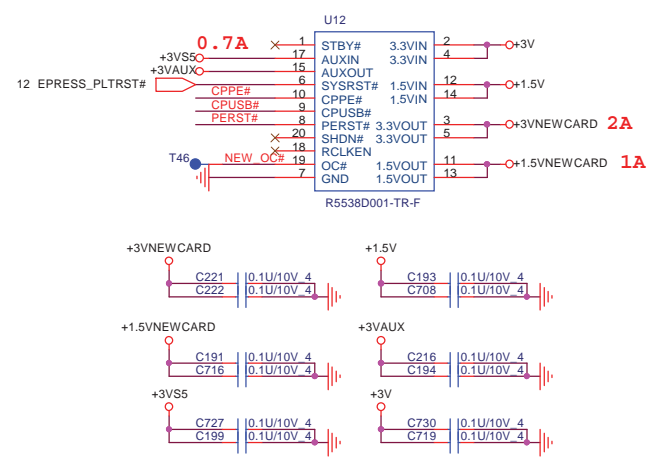 U12
0.7A
1 STBY# 3.3VIN 2 +3V
+3VS5 17 AUXIN 3.3VIN 4
+3VAUX 15 AUXOUT
12 EPRESS_PLTRST# 6 SYSRST# 1.5VIN 12 +1.5V
CPPE# 10 CPPE# 1.5VIN 14
CPUSB# 9 CPUSB#
PERST# 8 PERST# 3.3VOUT 3 +3VNEWCARD 2A
20 SHDN# 3.3VOUT 5
18 RCLKEN
T46 NEW_OC# 19 OC# 1.5VOUT 11 +1.5VNEWCARD 1A
7 GND 1.5VOUT 13
R5538D001-TR-F
+3VNEWCARD +1.5V
C221 0.1U/10V_4 C193 0.1U/10V_4
C222 0.1U/10V_4 C708 0.1U/10V_4
+1.5VNEWCARD +3VAUX
C191 0.1U/10V_4 C216 0.1U/10V_4
C716 0.1U/10V_4 C194 0.1U/10V_4
+3VS5 +3V
C727 0.1U/10V_4 C730 0.1U/10V_4
C199 0.1U/10V_4 C719 0.1U/10V_4